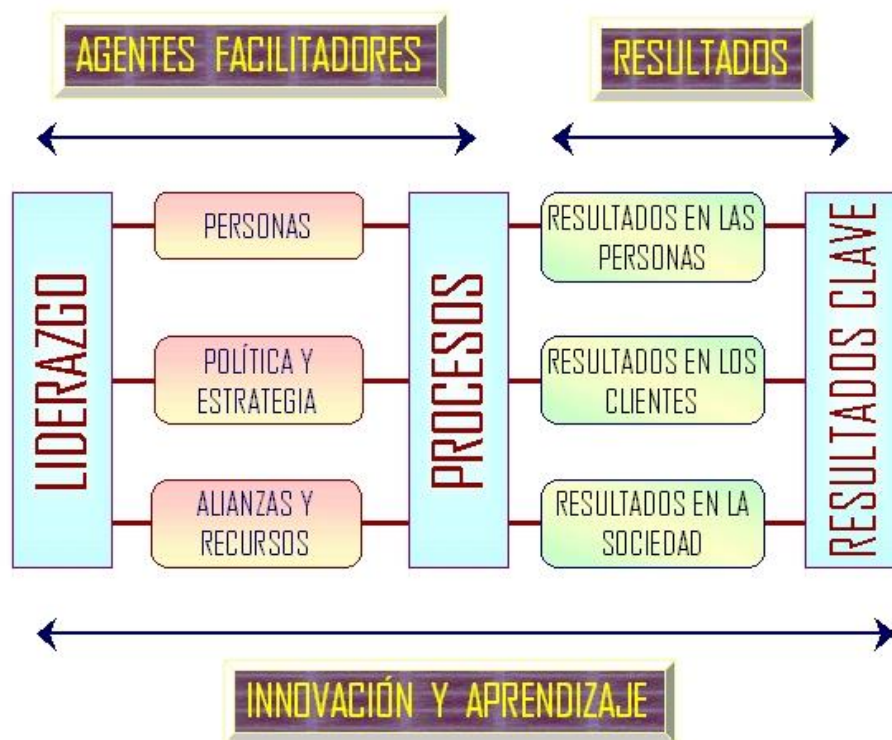 AGENTES FACILITADORES
RESULTADOS
LIDERAZGO
PERSONAS
POLÍTICA Y
ESTRATEGIA
ALIANZAS Y
RECURSOS
PROCESOS
RESULTADOS EN LAS
PERSONAS
RESULTADOS EN LOS
CLIENTES
RESULTADOS EN LA
SOCIEDAD
RESULTADOS CLAVE
INNOVACIÓN Y APRENDIZAJE